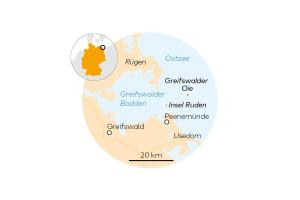 Ostsee
Rügen
Greifswalder
Oie
Greifswalder
Bodden
Insel Ruden
Peenemünde
Greifswald
Usedom
20 km